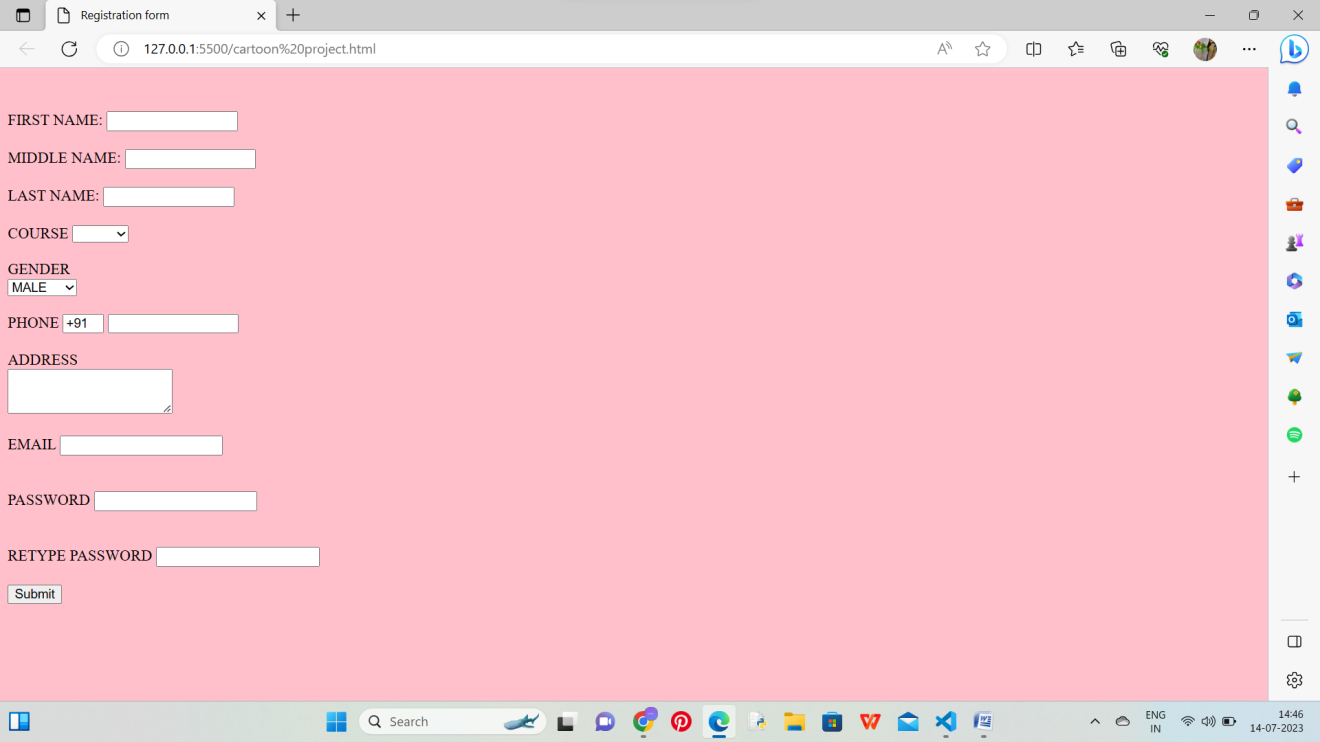 Registration form
127.0.0.1:5500/cartoon%20project.html
FIRST NAME:
MIDDLE NAME:
LAST NAME:
COURSE
GENDER
MALE
PHONE +91
ADDRESS
EMAIL
PASSWORD
RETYPE PASSWORD
Submit
Search
ENG
IN
14:46
14-07-2023